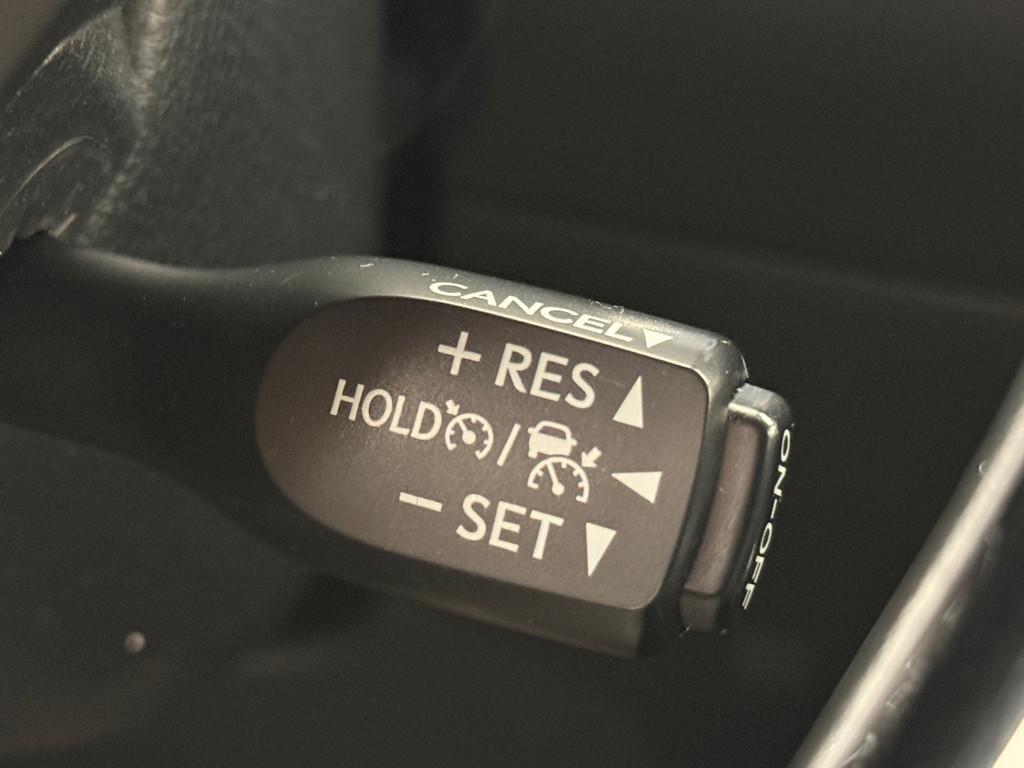 CANCEL▼
+ RES ▲
HOLD / ◀
− SET ▼
ON-OFF